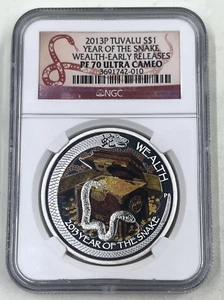 2013P TUVALU S$1
YEAR OF THE SNAKE
WEALTH-EARLY RELEASES
PF 70 ULTRA CAMEO
3691742-010
NGC
WEALTH
P
2013 YEAR OF THE SNAKE